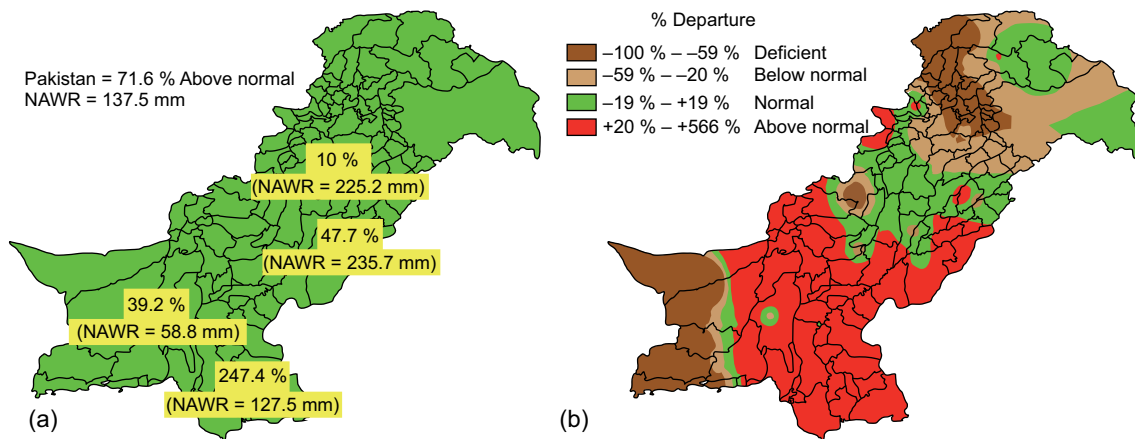 Pakistan = 71.6 % Above normal
NAWR = 137.5 mm
10 %
(NAWR = 225.2 mm)
47.7 %
(NAWR = 235.7 mm)
39.2 %
(NAWR = 58.8 mm)
247.4 %
(NAWR = 127.5 mm)
(a)
% Departure
–100 % – –59 % Deficient
–59 % – –20 % Below normal
–19 % – +19 % Normal
+20 % – +566 % Above normal
(b)